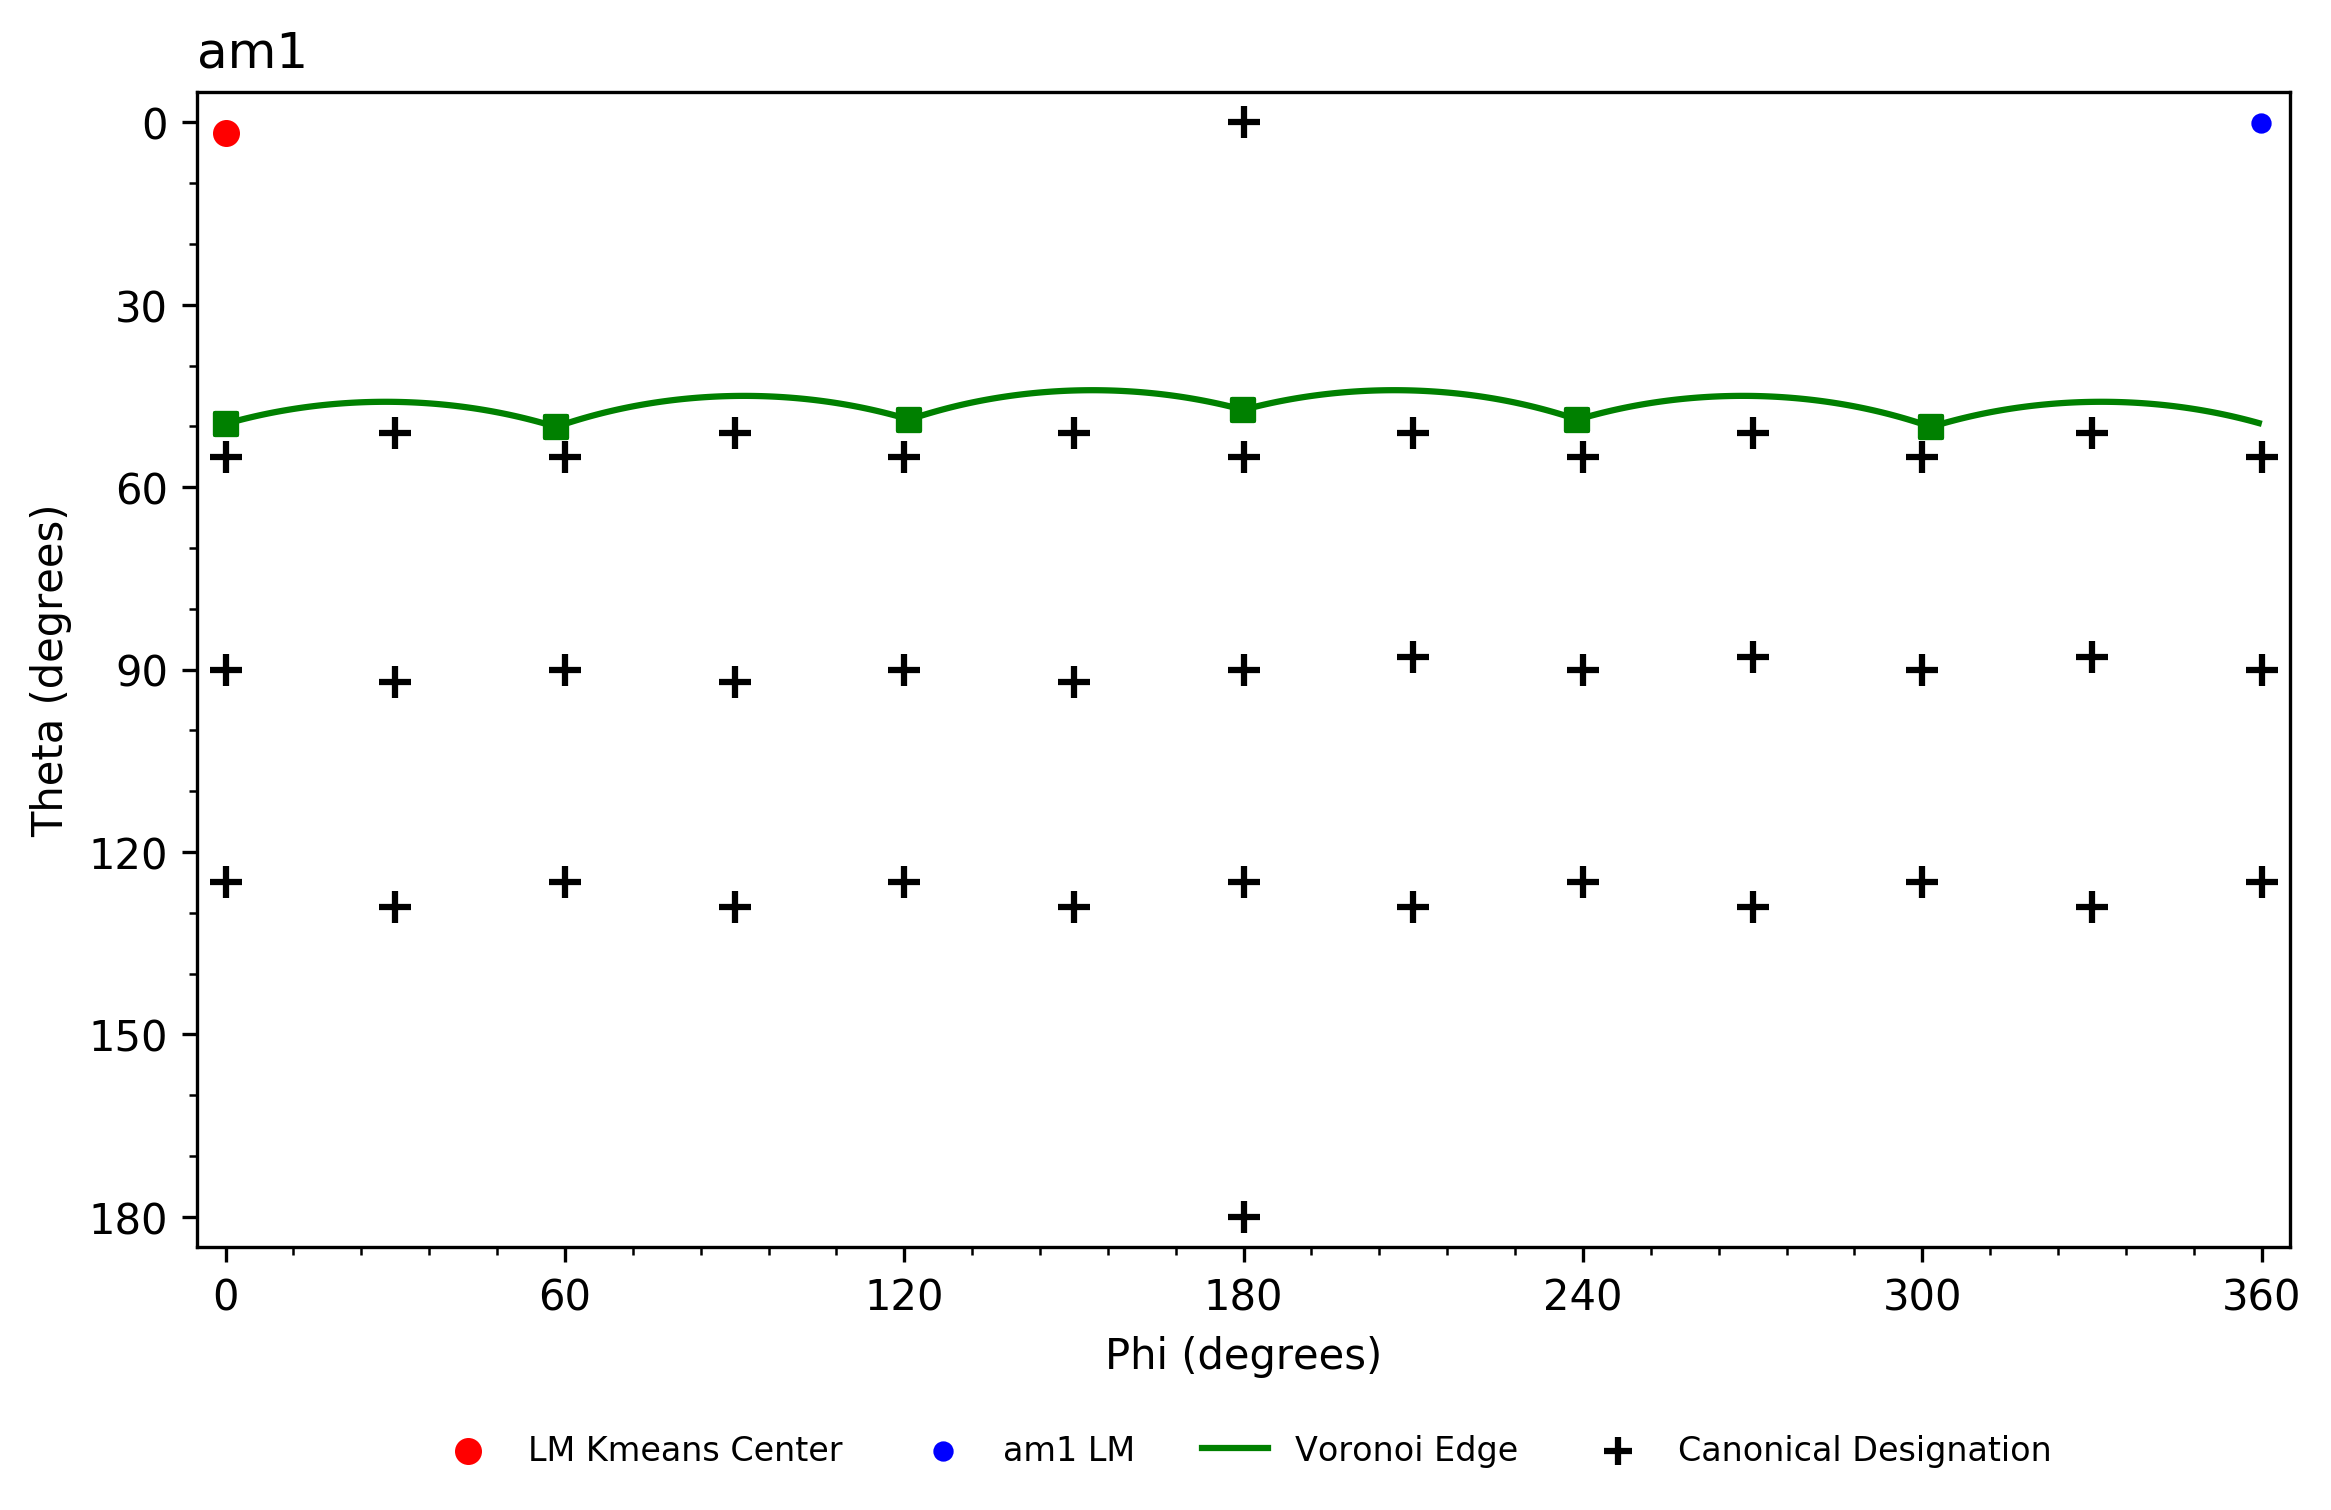 am1
0
30
60
90
120
150
180
Theta (degrees)
0 60 120 180 240 300 360
Phi (degrees)
LM Kmeans Center am1 LM Voronoi Edge Canonical Designation